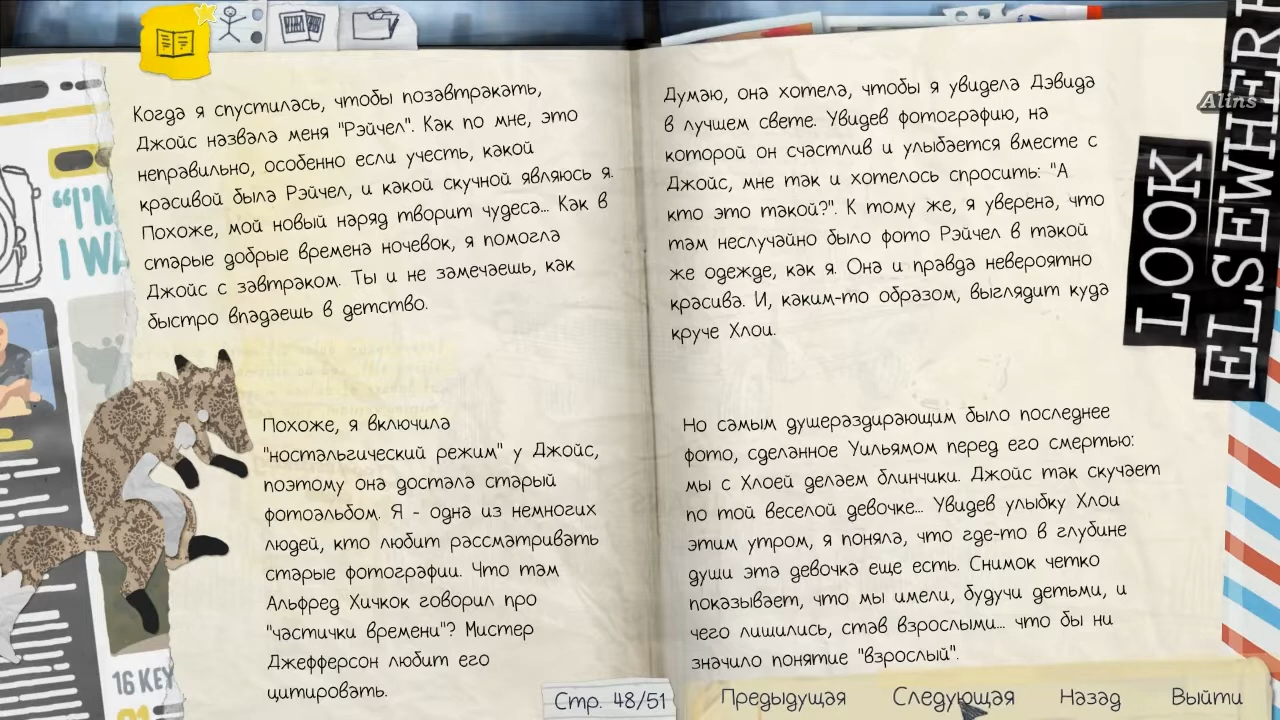 Когда я спустилась, чтобы позавтракать,
Джойс назвала меня "Рэйчел". Как по мне, это
неправильно, особенно если учесть, какой
красивой была Рэйчел, и какой скучной являюсь я.
Похоже, мой новый наряд творит чудеса... Как в
старые добрые времена ночевок, я помогла
Джойс с завтраком. Ты и не замечаешь, как
быстро впадаешь в детство.
Похоже, я включила
"ностальгический режим" у Джойс,
поэтому она достала старый
фотоальбом. Я - одна из немногих
людей, кто любит рассматривать
старые фотографии. Что там
Альфред Хичкок говорил про
"частички времени"? Мистер
Джефферсон любит его
цитировать.
Думаю, она хотела, чтобы я увидела Дэвида
в лучшем свете. Увидев фотографию, на
которой он счастлив и улыбается вместе с
Джойс, мне так и хотелось спросить: "А
кто это такой?". К тому же, я уверена, что
там неслучайно было фото Рэйчел в такой
же одежде, как я. Она и правда невероятно
красива. И, каким-то образом, выглядит куда
круче Хлои.
Но самым душераздирающим было последнее
фото, сделанное Уильямом перед его смертью:
мы с Хлоей делаем блинчики. Джойс так скучает
по той веселой девочке... Увидев улыбку Хлои
этим утром, я поняла, что где-то в глубине
души эта девочка еще есть. Снимок четко
показывает, что мы имели, будучи детьми, и
чего лишились, став взрослыми... что бы ни
значило понятие "взрослый".
"I'M
I WA
16 KEY
LOOK
ELSEWHERE
Alins
Стр. 48/51
Предыдущая Следующая Назад Выйти